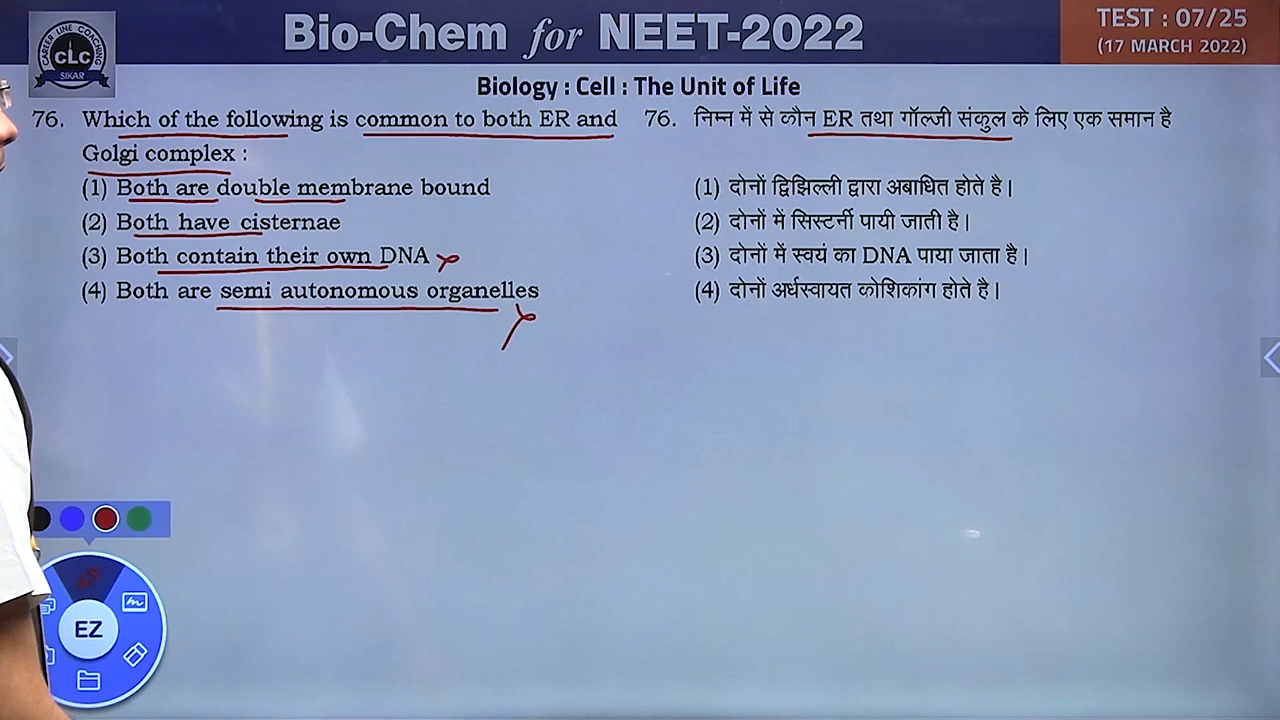 CAREER LINE COACHING
CLC
SIKAR
Bio-Chem for NEET-2022
TEST : 07/25
(17 MARCH 2022)
Biology : Cell : The Unit of Life
76. Which of the following is common to both ER and
Golgi complex :
(1) Both are double membrane bound
(2) Both have cisternae
(3) Both contain their own DNA
(4) Both are semi autonomous organelles
76. निम्न में से कौन ER तथा गॉल्जी संकुल के लिए एक समान है
(1) दोनों द्विझिल्ली द्वारा अबाधित होते है।
(2) दोनों में सिस्टर्नी पायी जाती है।
(3) दोनों में स्वयं का DNA पाया जाता है।
(4) दोनों अर्धस्वायत कोशिकांग होते है।
EZ